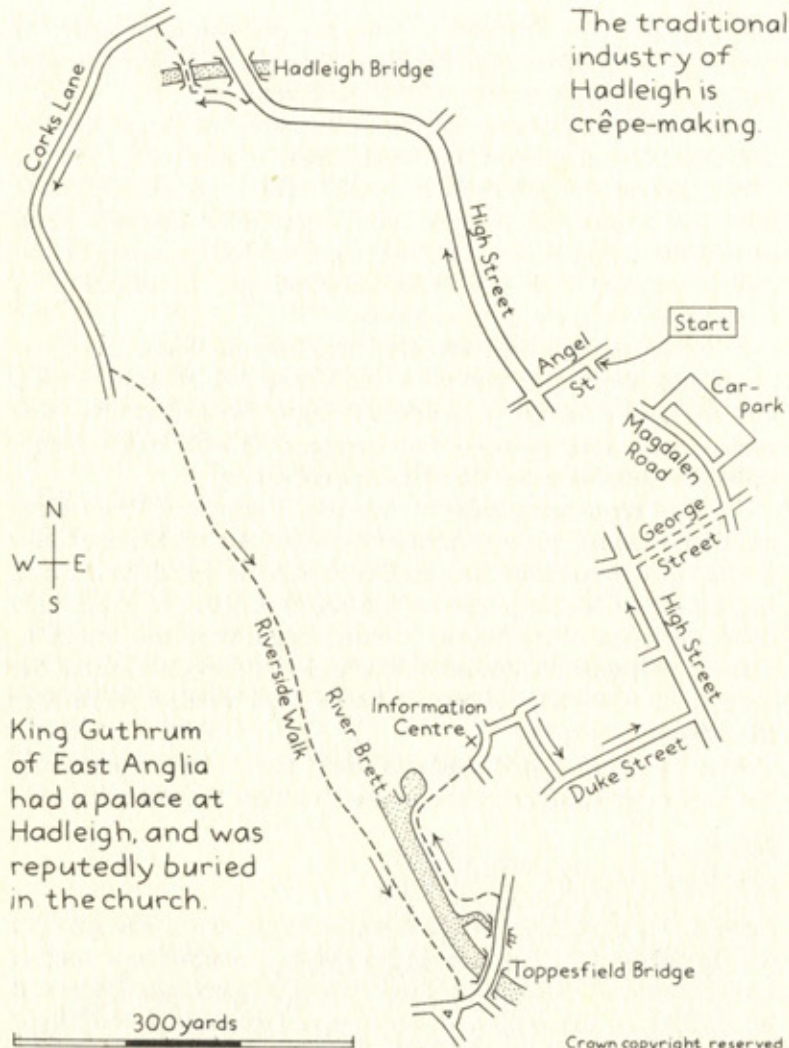 The traditional
industry of
Hadleigh is
crêpe-making.
Hadleigh Bridge
Corks Lane
High Street
Start
Angel
St
Car-
park
Magdalen
Road
George
Street
High Street
N
W E
S
Riverside Walk
River Brett
Information
Centre
Duke Street
King Guthrum
of East Anglia
had a palace at
Hadleigh, and was
reputedly buried
in the church.
Toppesfield Bridge
300 yards
Crown copyright reserved